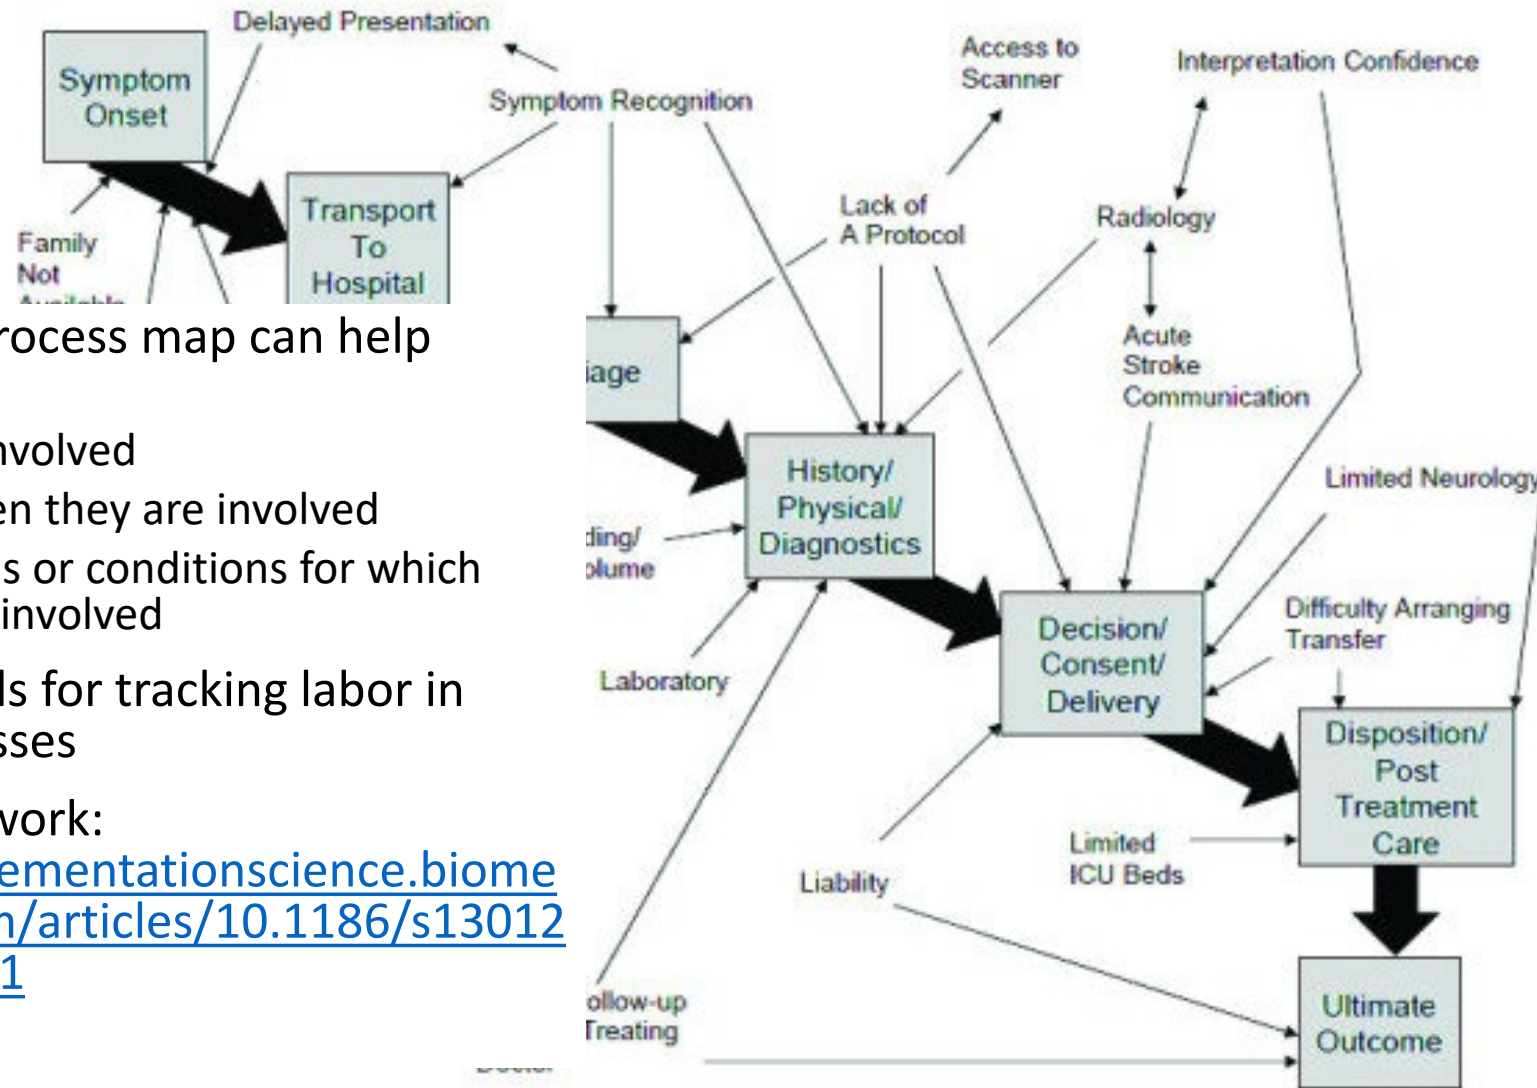 Delayed Presentation
Symptom
Onset
Symptom Recognition
Access to
Scanner
Interpretation Confidence
Transport
To
Hospital
Family
Not
Lack of
A Protocol
Radiology
Acute
Stroke
Communication
rocess map can help
nvolved
en they are involved
s or conditions for which
involved
ls for tracking labor in
sses
work:
ementationscience.biome
n/articles/10.1186/s13012
1
iage
History/
Physical/
Diagnostics
ding/
olume
Laboratory
Limited Neurology
Decision/
Consent/
Delivery
Difficulty Arranging
Transfer
Disposition/
Post
Treatment
Care
Limited
ICU Beds
Liability
ollow-up
Treating
Ultimate
Outcome